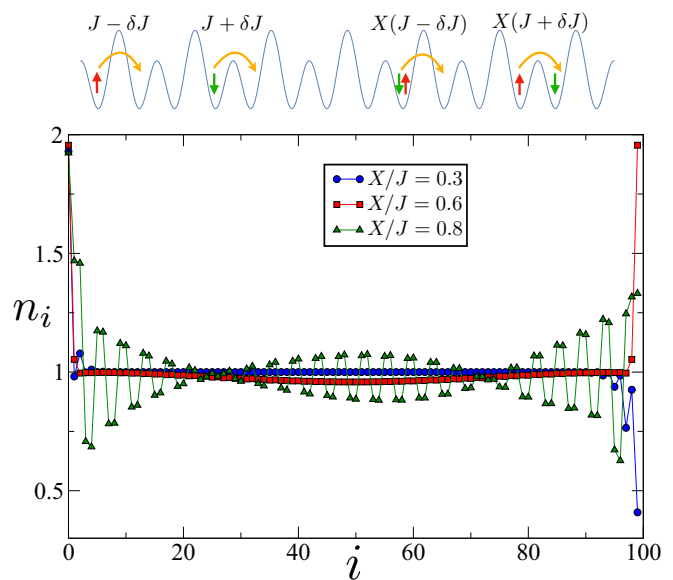 J − δJ J + δJ X(J − δJ) X(J + δJ)
2
X/J = 0.3
X/J = 0.6
X/J = 0.8
1.5
n_i
1
0.5
0 20 40 60 80 100
i